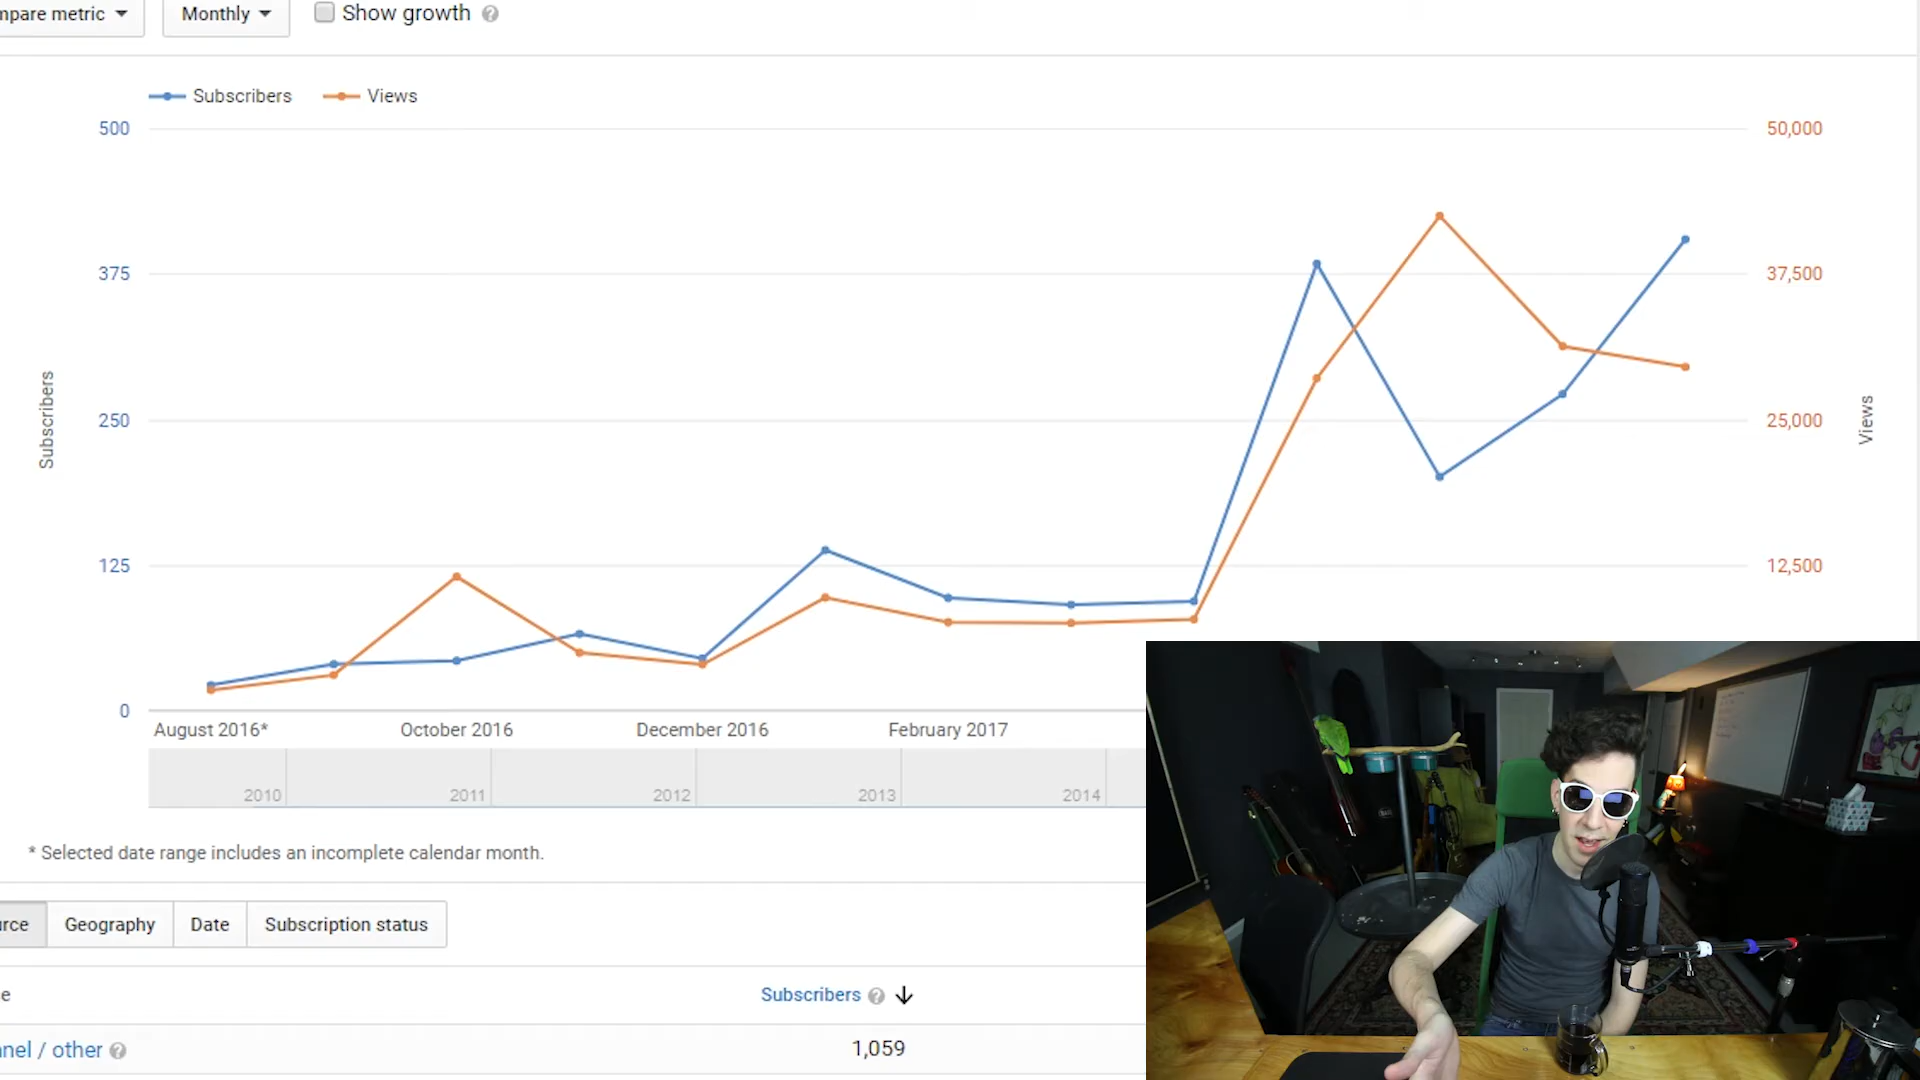 mpare metric
Monthly
Show growth ?
Subscribers
Views
500
50,000
375
37,500
250
25,000
125
12,500
0
Subscribers
Views
August 2016*
October 2016
December 2016
February 2017
2010
2011
2012
2013
2014
* Selected date range includes an incomplete calendar month.
urce
Geography
Date
Subscription status
e
Subscribers ?
nel / other ?
1,059